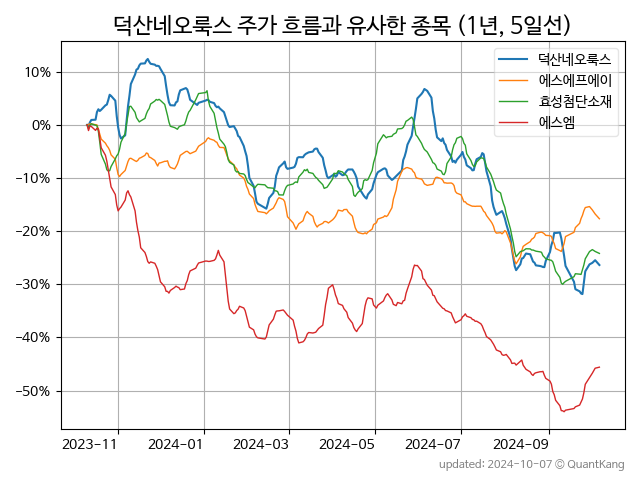 덕산네오룩스 주가 흐름과 유사한 종목 (1년, 5일선)
덕산네오룩스
에스에프에이
효성첨단소재
에스엠
10%
0%
−10%
−20%
−30%
−40%
−50%
2023-11
2024-01
2024-03
2024-05
2024-07
2024-09
updated: 2024-10-07 © QuantKang